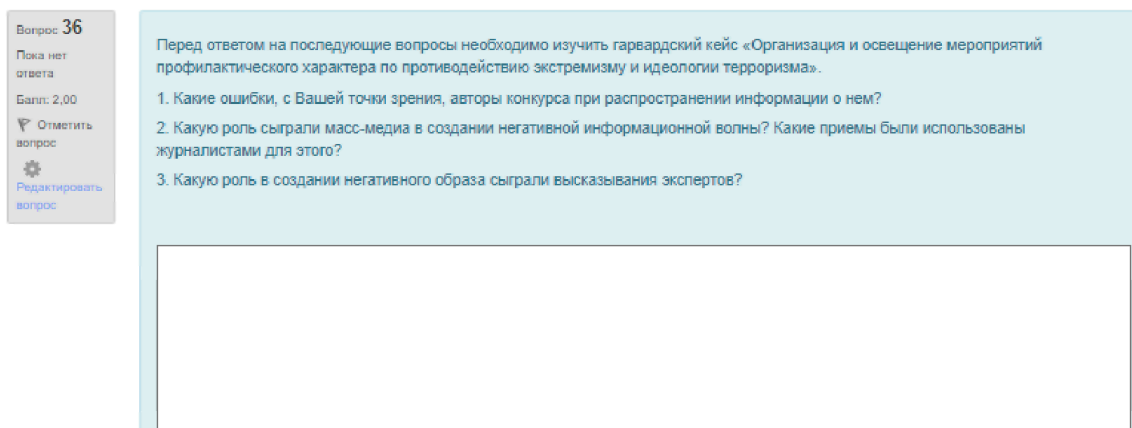 Вопрос 36
Пока нет
ответа
Балл: 2,00
Отметить
вопрос
Редактировать
вопрос
Перед ответом на последующие вопросы необходимо изучить гарвардский кейс «Организация и освещение мероприятий
профилактического характера по противодействию экстремизму и идеологии терроризма».
1. Какие ошибки, с Вашей точки зрения, авторы конкурса при распространении информации о нем?
2. Какую роль сыграли масс-медиа в создании негативной информационной волны? Какие приемы были использованы
журналистами для этого?
3. Какую роль в создании негативного образа сыграли высказывания экспертов?